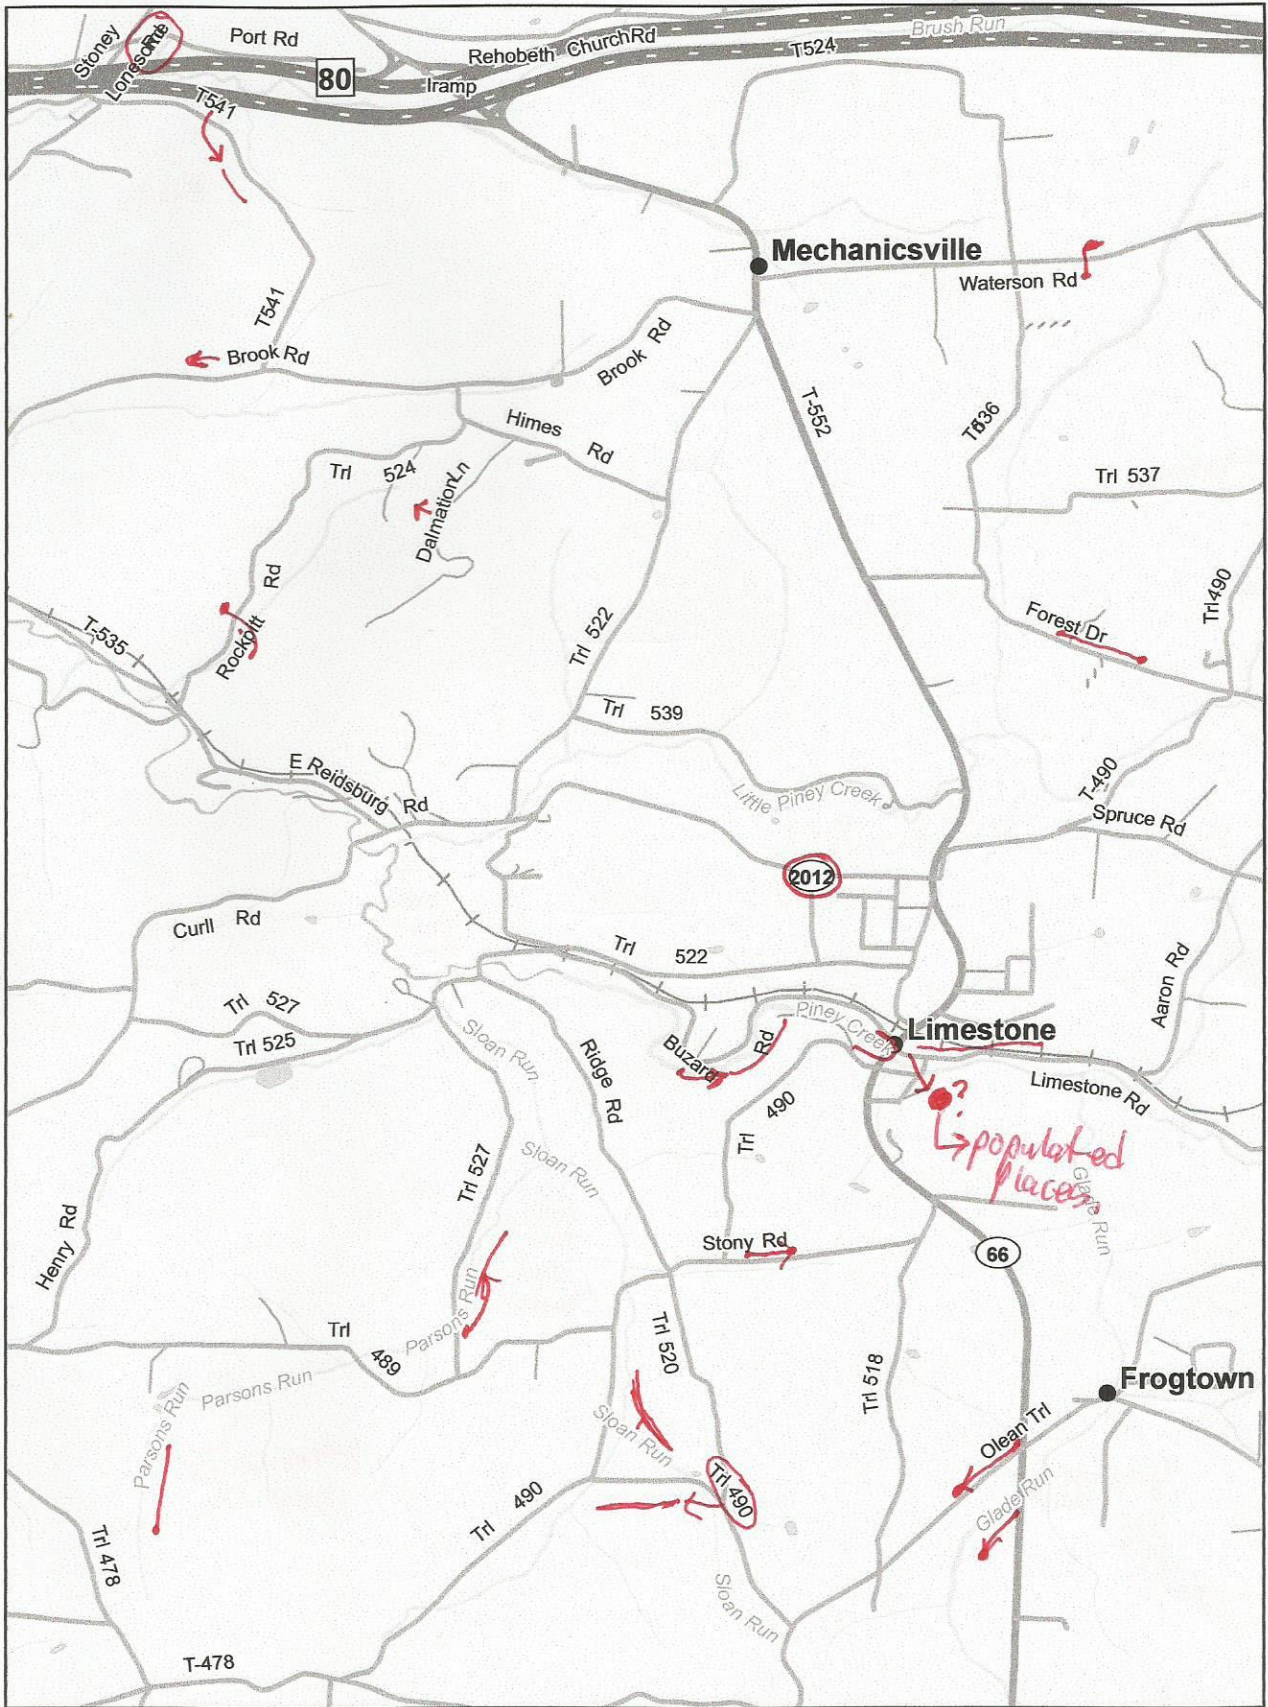 Stoney
Lonesome
Rd
Port Rd
80
Iramp
Rehobeth Church Rd
Brush Run
T524
T541
Mechanicsville
Waterson Rd
T541
Brook Rd
Brook Rd
T-552
Himes Rd
Trl 524
Dalmation Ln
Trl 537
Rockpitt Rd
T-535
Trl 522
Forest Dr
Trl 490
Trl 539
E Reidsburg Rd
Little Piney Creek
T-490
Spruce Rd
2012
Curll Rd
Trl 522
Aaron Rd
Trl 527
Trl 525
Sloan Run
Ridge Rd
Buzard Rd
Piney Creek
Limestone
Limestone Rd
?
populated
places.
Trl 490
Glade Run
Sloan Run
Trl 527
Henry Rd
Stony Rd
66
Parsons Run
Trl 489
Trl 520
Trl 518
Frogtown
Parsons Run
Parsons Run
Sloan Run
Olean Trl
Glade Run
Trl 490
Trl 490
Trl 478
Sloan Run
T-478